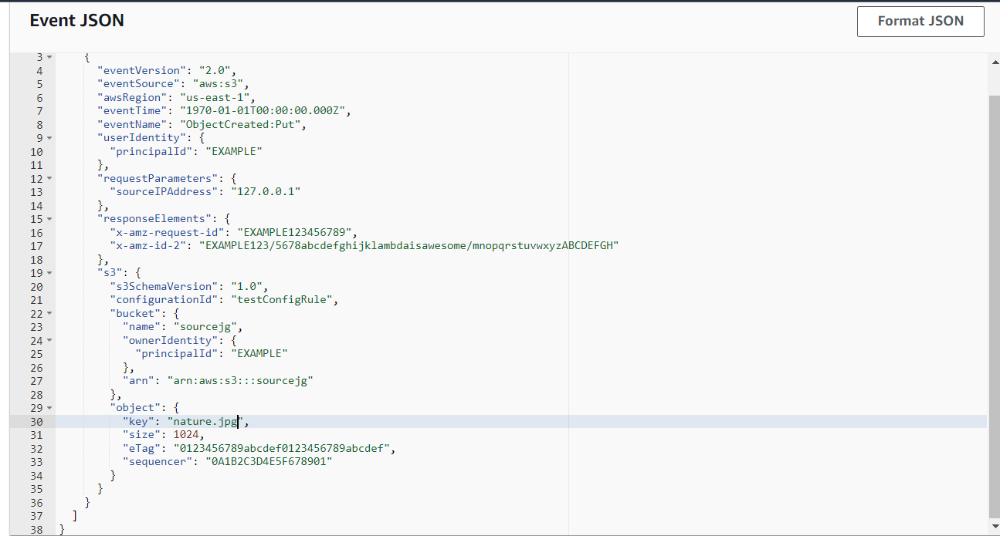 Event JSON
Format JSON
3 {
4 "eventVersion": "2.0",
5 "eventSource": "aws:s3",
6 "awsRegion": "us-east-1",
7 "eventTime": "1970-01-01T00:00:00.000Z",
8 "eventName": "ObjectCreated:Put",
9 "userIdentity": {
10 "principalId": "EXAMPLE"
11 },
12 "requestParameters": {
13 "sourceIPAddress": "127.0.0.1"
14 },
15 "responseElements": {
16 "x-amz-request-id": "EXAMPLE123456789",
17 "x-amz-id-2": "EXAMPLE123/5678abcdefghijklambdaisawesome/mnopqrstuvwxyzABCDEFGH"
18 },
19 "s3": {
20 "s3SchemaVersion": "1.0",
21 "configurationId": "testConfigRule",
22 "bucket": {
23 "name": "sourcejg",
24 "ownerIdentity": {
25 "principalId": "EXAMPLE"
26 },
27 "arn": "arn:aws:s3:::sourcejg"
28 },
29 "object": {
30 "key": "nature.jpg",
31 "size": 1024,
32 "eTag": "0123456789abcdef0123456789abcdef",
33 "sequencer": "0A1B2C3D4E5F678901"
34 }
35 }
36 }
37 ]
38 }